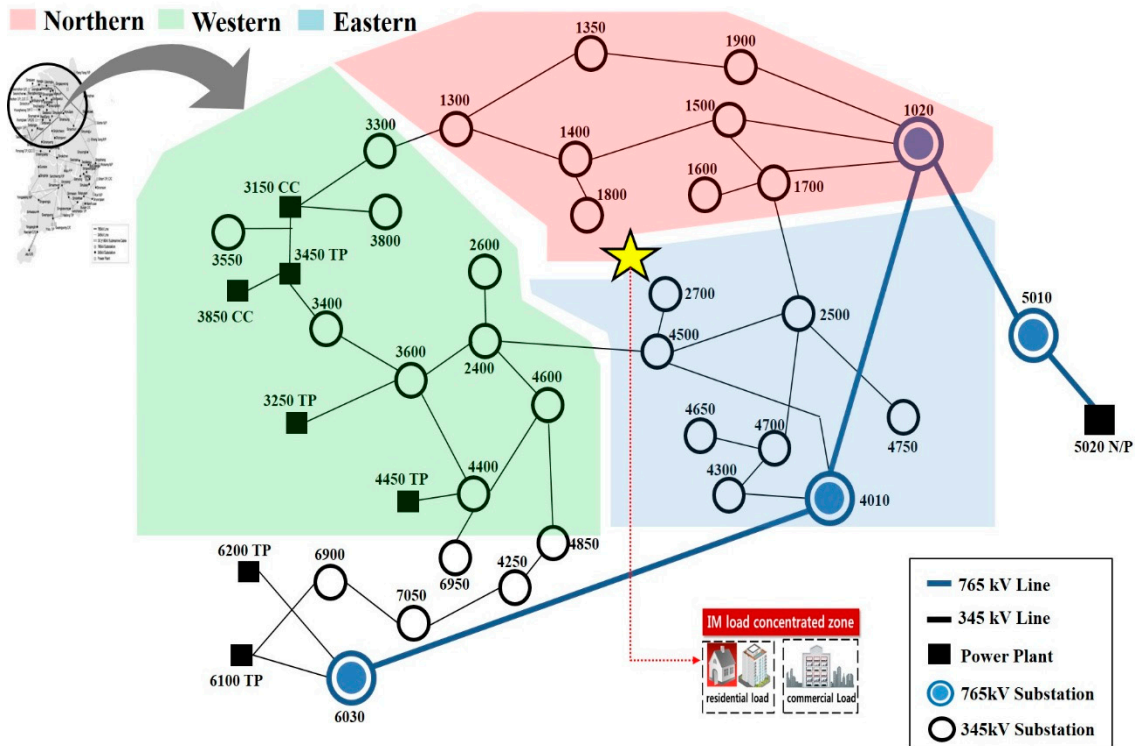 Northern Western Eastern
1350
1900
1300
1500
1020
3300
1400
1600
1700
1800
3150 CC
3800
3550
2600
3450 TP
2700
5010
3850 CC
3400
2500
4500
2400
3600
4600
3250 TP
4650
4700
4750
5020 N/P
4400
4300
4450 TP
4010
6200 TP
6900
4850
4250
6950
7050
6100 TP
6030
IM load concentrated zone
residential load
commercial Load
765 kV Line
345 kV Line
Power Plant
765kV Substation
345kV Substation